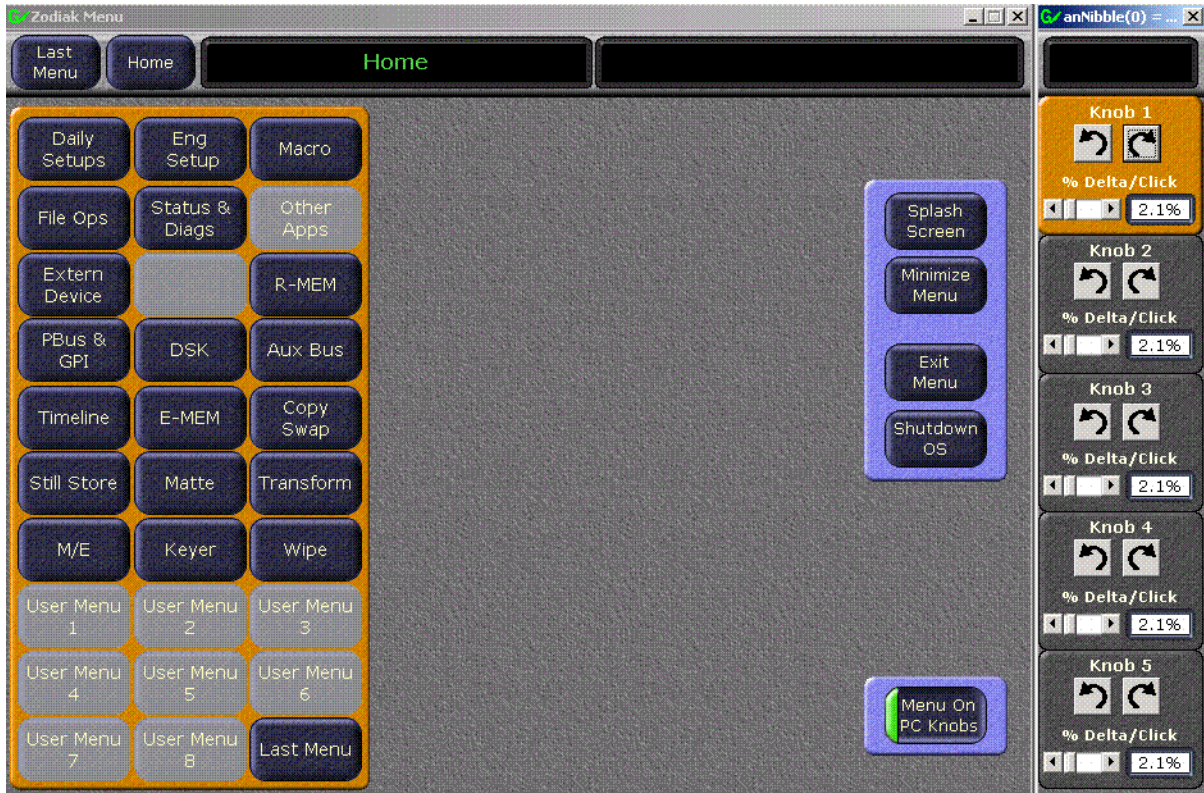 Zodiak Menu
anNibble(0) = ...
Last
Menu
Home
Home
Daily
Setups
Eng
Setup
Macro
File Ops
Status &
Diags
Other
Apps
Extern
Device
R-MEM
PBus &
GPI
DSK
Aux Bus
Timeline
E-MEM
Copy
Swap
Still Store
Matte
Transform
M/E
Keyer
Wipe
User Menu
1
User Menu
2
User Menu
3
User Menu
4
User Menu
5
User Menu
6
User Menu
7
User Menu
8
Last Menu
Splash
Screen
Minimize
Menu
Exit
Menu
Shutdown
OS
Menu On
PC Knobs
Knob 1
% Delta/Click
2.1%
Knob 2
% Delta/Click
2.1%
Knob 3
% Delta/Click
2.1%
Knob 4
% Delta/Click
2.1%
Knob 5
% Delta/Click
2.1%